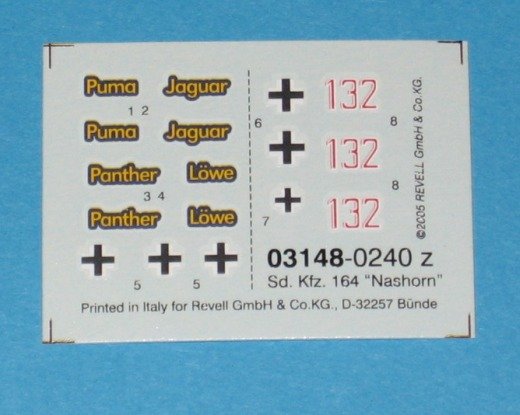 Puma Jaguar
1 2
Puma Jaguar
Panther Löwe
3 4
Panther Löwe
5 5
132
6 8
132
8
7 132
03148-0240 z
Sd. Kfz. 164 "Nashorn"
Printed in Italy for Revell GmbH & Co.KG., D-32257 Bünde
©2005 REVELL GmbH & Co.KG.